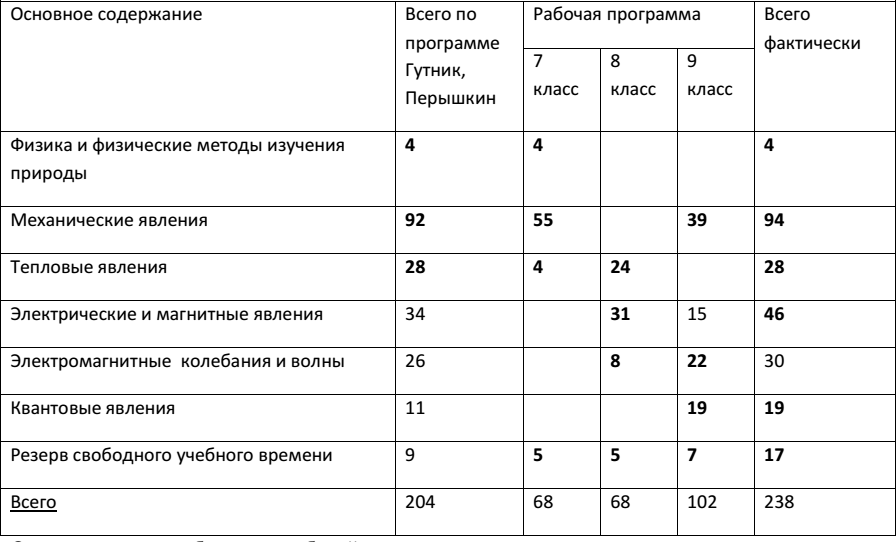 Основное содержание Всего по Рабочая программа Всего
программе фактически
Гутник, 7 8 9
Перышкин класс класс класс
Физика и физические методы изучения 4 4 4
природы
Механические явления 92 55 39 94
Тепловые явления 28 4 24 28
Электрические и магнитные явления 34 31 15 46
Электромагнитные колебания и волны 26 8 22 30
Квантовые явления 11 19 19
Резерв свободного учебного времени 9 5 5 7 17
Всего 204 68 68 102 238